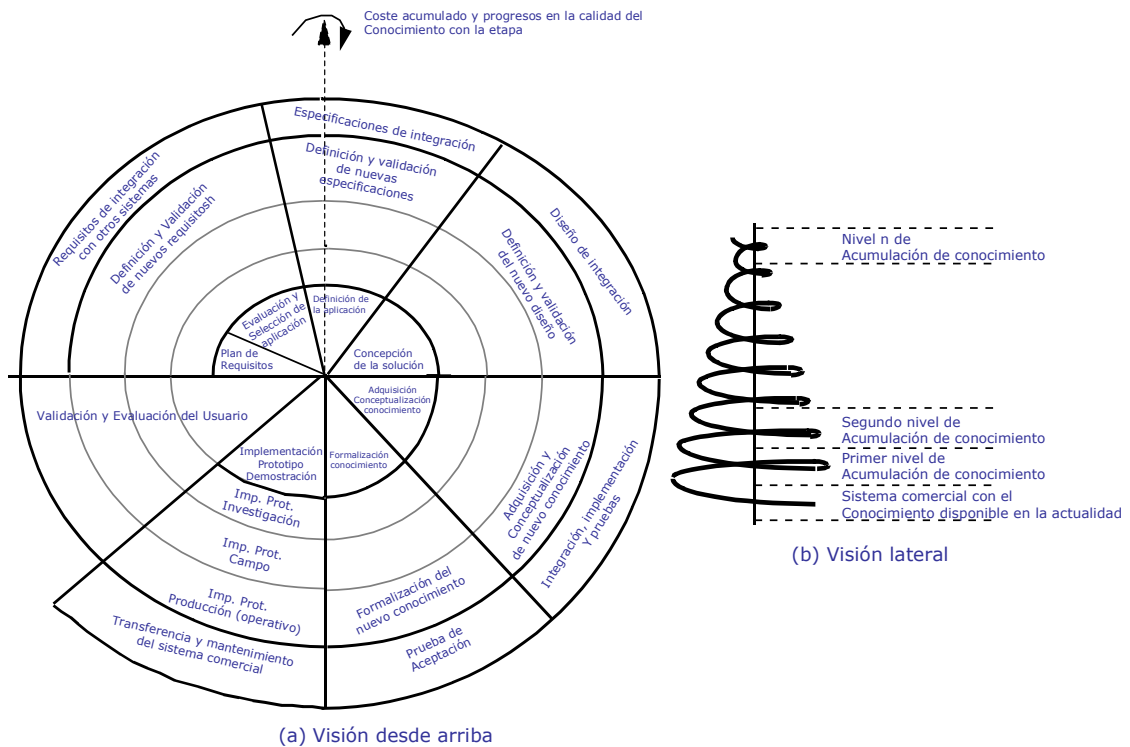 Coste acumulado y progresos en la calidad del
Conocimiento con la etapa
Especificaciones de integración
Requisitos de integración
con otros sistemas
Definición y Validación
de nuevos requisitosh
Definición y validación
de nuevas
especificaciones
Diseño de integración
Definición y validación
del nuevo diseño
Evaluación y
Selección de
aplicación
Definición de
la aplicación
Plan de
Requisitos
Concepción
de la solución
Adquisición
Conceptualización
conocimiento
Validación y Evaluación del Usuario
Implementación
Prototipo
Demostración
Formalización
conocimiento
Imp. Prot.
Investigación
Imp. Prot.
Campo
Imp. Prot.
Producción (operativo)
Transferencia y mantenimiento
del sistema comercial
Adquisición y
Conceptualización
de nuevo conocimiento
Integración, implementación
Y pruebas
Formalización del
nuevo conocimiento
Prueba de
Aceptación
(a) Visión desde arriba
Nivel n de
Acumulación de conocimiento
Segundo nivel de
Acumulación de conocimiento
Primer nivel de
Acumulación de conocimiento
Sistema comercial con el
Conocimiento disponible en la actualidad
(b) Visión lateral